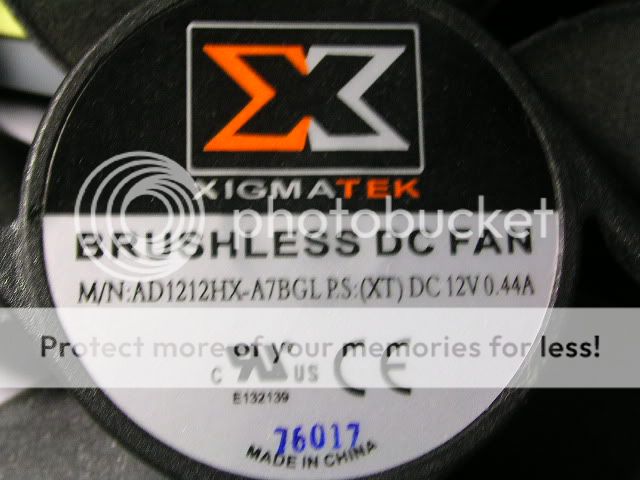 XIGMATEK
photobucket
BRUSHLESS DC FAN
M/N:AD1212HX-A7BGL P.S:(XT) DC 12V 0.44A
Protect more of your memories for less!
C US CE
E132139
76017
MADE IN CHINA